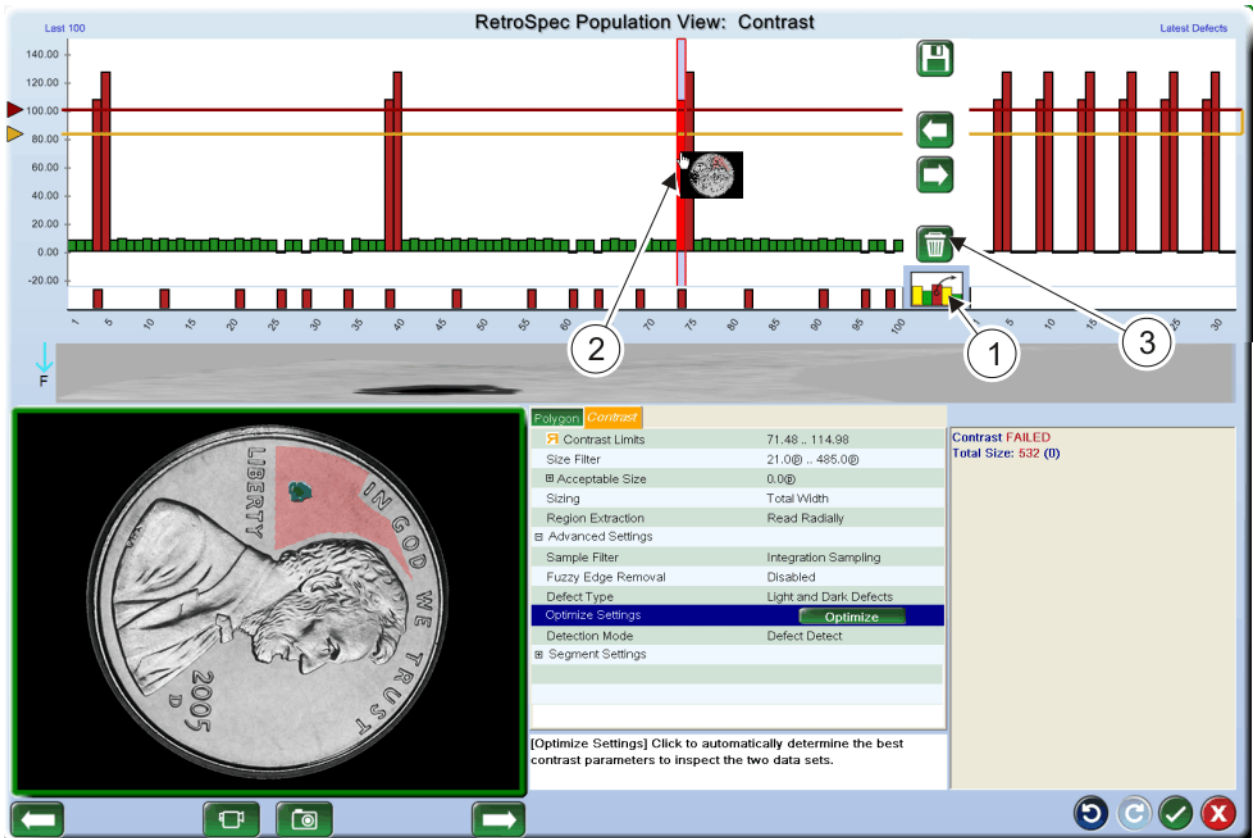 RetroSpec Population View: Contrast
Last 100
Latest Defects
140.00
120.00
100.00
80.00
60.00
40.00
20.00
0.00
-20.00
1 5 10 15 20 25 30 35 40 45 50 55 60 70 75 80 85 90 95 100 1 5 10 15 25 30
2
1
3
F
Polygon Contrast
R Contrast Limits 71.48 .. 114.98
Size Filter 21.0℗ .. 485.0℗
Acceptable Size 0.0℗
Sizing Total Width
Region Extraction Read Radially
Advanced Settings
Sample Filter Integration Sampling
Fuzzy Edge Removal Disabled
Defect Type Light and Dark Defects
Optimize Settings Optimize
Detection Mode Defect Detect
Segment Settings
[Optimize Settings] Click to automatically determine the best
contrast parameters to inspect the two data sets.
Contrast FAILED
Total Size: 532 (0)
LIBERTY
IN GOD WE TRUST
2005
D